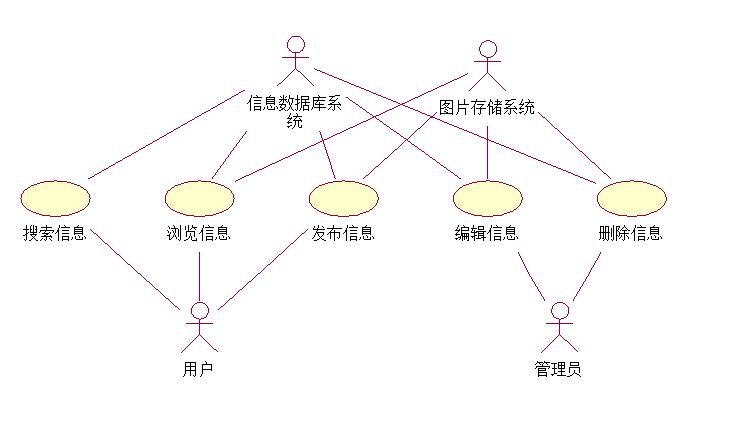 信息数据库系
统
图片存储系统
搜索信息
浏览信息
发布信息
编辑信息
删除信息
用户
管理员